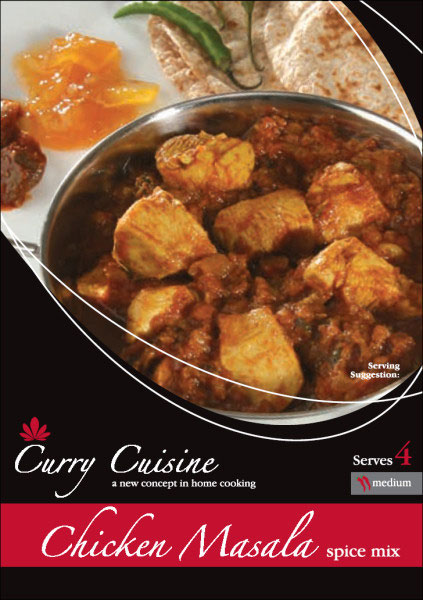 Serving
Suggestion:
Curry Cuisine
a new concept in home cooking
Serves 4
medium
Chicken Masala spice mix